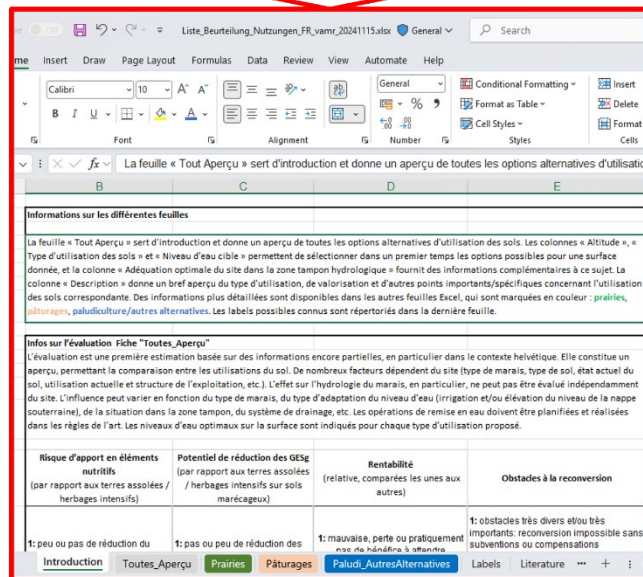 Liste_Beurteilung_Nutzungen_FR_vamr_20241115.xlsx General Search
me Insert Draw Page Layout Formulas Data Review View Automate Help
Calibri 10 A A General Conditional Formatting Insert
B I U A % 9 Format as Table Delete
Cell Styles Format
Font Alignment Number Styles Cells
fx La feuille « Tout Aperçu » sert d'introduction et donne un aperçu de toutes les options alternatives d'utilisatio
B C D E
Informations sur les différentes feuilles
La feuille « Tout Aperçu » sert d'introduction et donne un aperçu de toutes les options alternatives d'utilisation des sols. Les colonnes « Altitude », «
Type d'utilisation des sols » et « Niveau d'eau cible » permettent de sélectionner dans un premier temps les options possibles pour une surface
donnée, et la colonne « Adéquation optimale du site dans la zone tampon hydrologique » fournit des informations complémentaires à ce sujet. La
colonne « Description » donne un bref aperçu du type d'utilisation, de valorisation et d'autres points importants/spécifiques concernant l'utilisation
des sols correspondante. Des informations plus détaillées sont disponibles dans les autres feuilles Excel, qui sont marquées en couleur : prairies,
pâturages, paludiculture/autres alternatives. Les labels possibles connus sont répertoriés dans la dernière feuille.
Infos sur l'évaluation Fiche "Toutes_Aperçu"
L'évaluation est une première estimation basée sur des informations encore partielles, en particulier dans le contexte helvétique. Elle constitue un
aperçu, permettant la comparaison entre les utilisations du sol. De nombreux facteurs dépendent du site (type de marais, type de sol, état actuel du
sol, utilisation actuelle et structure de l'exploitation, etc.). L'effet sur l'hydrologie du marais, en particulier, ne peut pas être évalué indépendamment
du site. L'influence peut varier en fonction du type de marais, du type d'adaptation du niveau d'eau (irrigation et/ou élévation du niveau de la nappe
souterraine), de la situation dans la zone tampon, du système de drainage, etc. Les opérations de remise en eau doivent être planifiées et réalisées
dans les règles de l'art. Les niveaux d'eau optimaux sur la surface sont indiqués pour chaque type d'utilisation proposé.
Risque d'apport en éléments
nutritifs
(par rapport aux terres assolées /
herbages intensifs)
Potentiel de réduction des GESg
(par rapport aux terres assolées
/ herbages intensifs sur sols
marécageux)
Rentabilité
(relative, comparées les unes aux
autres)
Obstacles à la reconversion
1: peu ou pas de réduction du
1: pas ou peu de réduction des
1: mauvaise, perte ou pratiquement
pas de bénéfice à attendre
1: obstacles très divers et/ou très
importants: reconversion impossible sans
subventions ou compensations
Introduction Toutes_Aperçu Prairies Pâturages Paludi_AutresAlternatives Labels Literature ... +